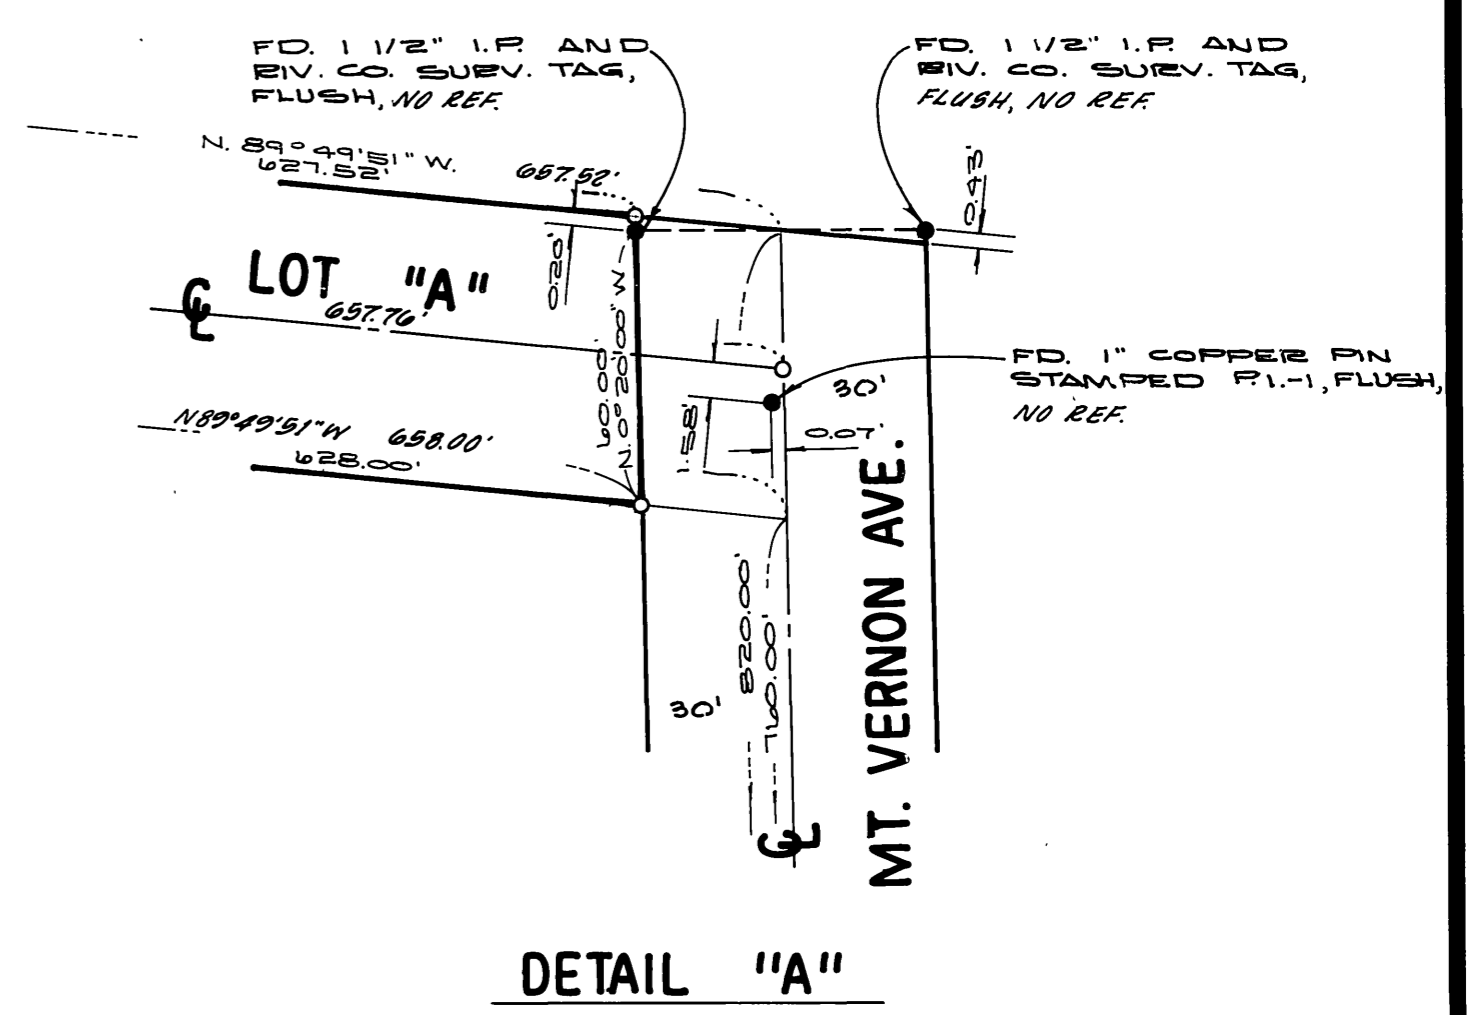 FD. 1 1/2" I.P. AND
RIV. CO. SURV. TAG,
FLUSH, NO REF.
FD. 1 1/2" I.P. AND
RIV. CO. SURV. TAG,
FLUSH, NO REF.
N. 89°49'51" W.
627.52'
657.52'
0.43'
0.20'
LOT "A"
℄
657.76'
N.0°20'00" W
60.00'
FD. 1" COPPER PIN
STAMPED P.I.-1, FLUSH,
NO REF.
30'
0.07'
1.58'
N89°49'51"W 658.00'
628.00'
820.00'
760.00'
30'
℄
MT. VERNON AVE.
DETAIL "A"